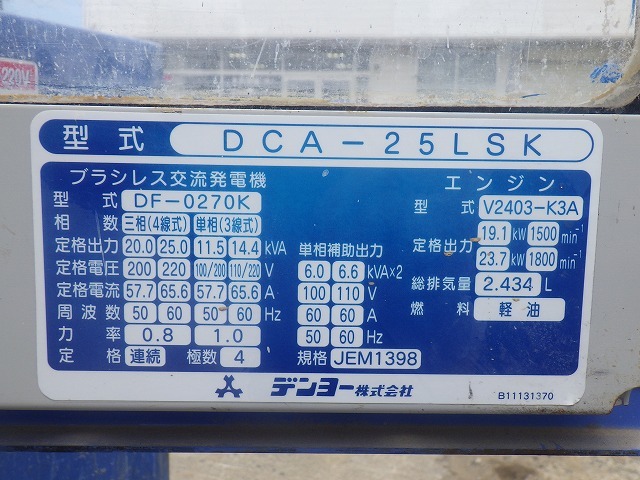 220V
型式 DCA-25LSK
ブラシレス交流発電機
型式 DF-0270K
相数 三相(4線式) 単相(3線式)
定格出力 20.0 25.0 11.5 14.4 kVA
定格電圧 200 220 100/200 110/220 V
定格電流 57.7 65.6 57.7 65.6 A
周波数 50 60 50 60 Hz
力率 0.8 1.0
定格 連続 極数 4
単相補助出力
6.0 6.6 kVA×2
100 110 V
60 60 A
50 60 Hz
規格 JEM1398
エンジン
型式 V2403-K3A
定格出力 19.1 kW 1500 min⁻¹
23.7 kW 1800 min⁻¹
総排気量 2.434 L
燃料 軽油
デンヨー株式会社
B11131370